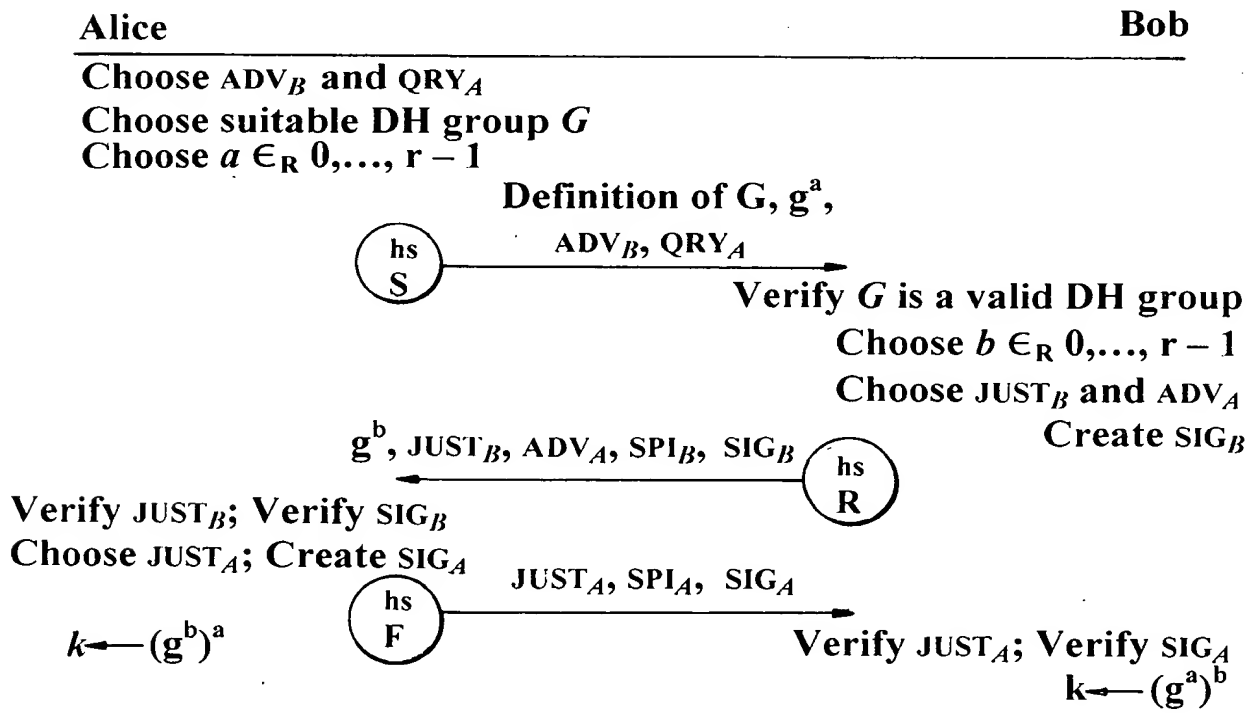 Alice Bob
Choose ADV_B and QRY_A
Choose suitable DH group G
Choose a ∈_R 0,..., r – 1
Definition of G, g^a,
hs
S
ADV_B, QRY_A
Verify G is a valid DH group
Choose b ∈_R 0,..., r – 1
Choose JUST_B and ADV_A
Create SIG_B
g^b, JUST_B, ADV_A, SPI_B, SIG_B
hs
R
Verify JUST_B; Verify SIG_B
Choose JUST_A; Create SIG_A
hs
F
JUST_A, SPI_A, SIG_A
k ← (g^b)^a
Verify JUST_A; Verify SIG_A
k ← (g^a)^b